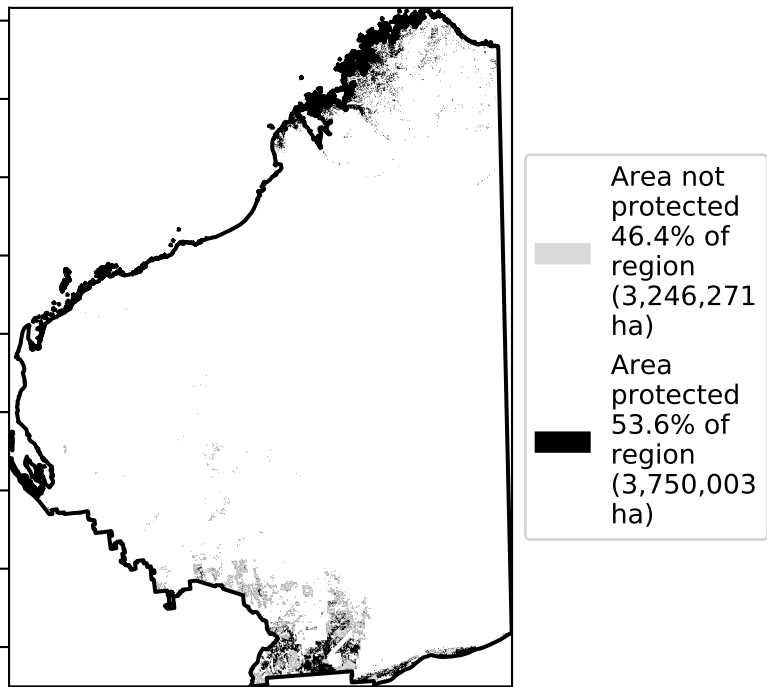 Area not
protected
46.4% of
region
(3,246,271
ha)
Area
protected
53.6% of
region
(3,750,003
ha)